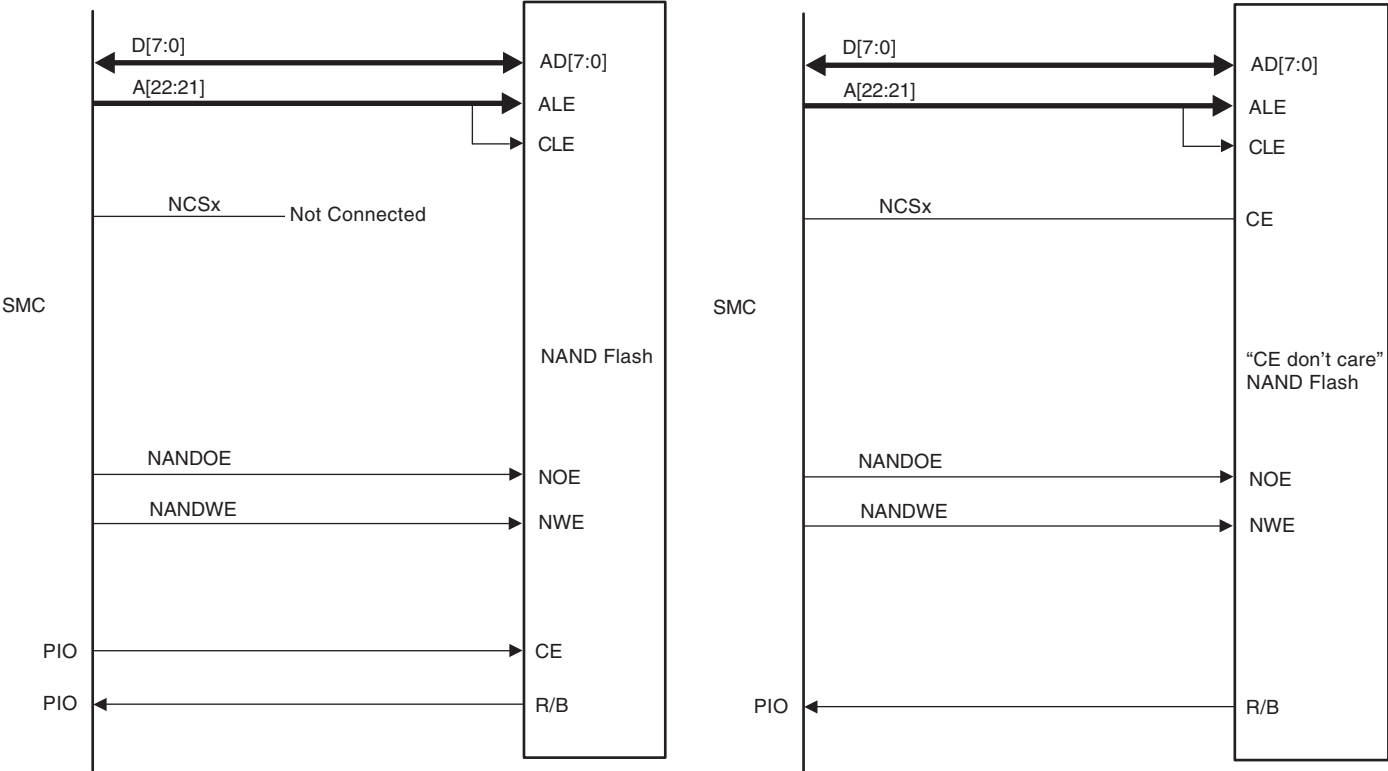 D[7:0]
AD[7:0]
A[22:21]
ALE
CLE
NCSx
Not Connected
SMC
NAND Flash
NANDOE
NOE
NANDWE
NWE
PIO
CE
PIO
R/B
D[7:0]
AD[7:0]
A[22:21]
ALE
CLE
NCSx
CE
SMC
“CE don’t care”
NAND Flash
NANDOE
NOE
NANDWE
NWE
PIO
R/B